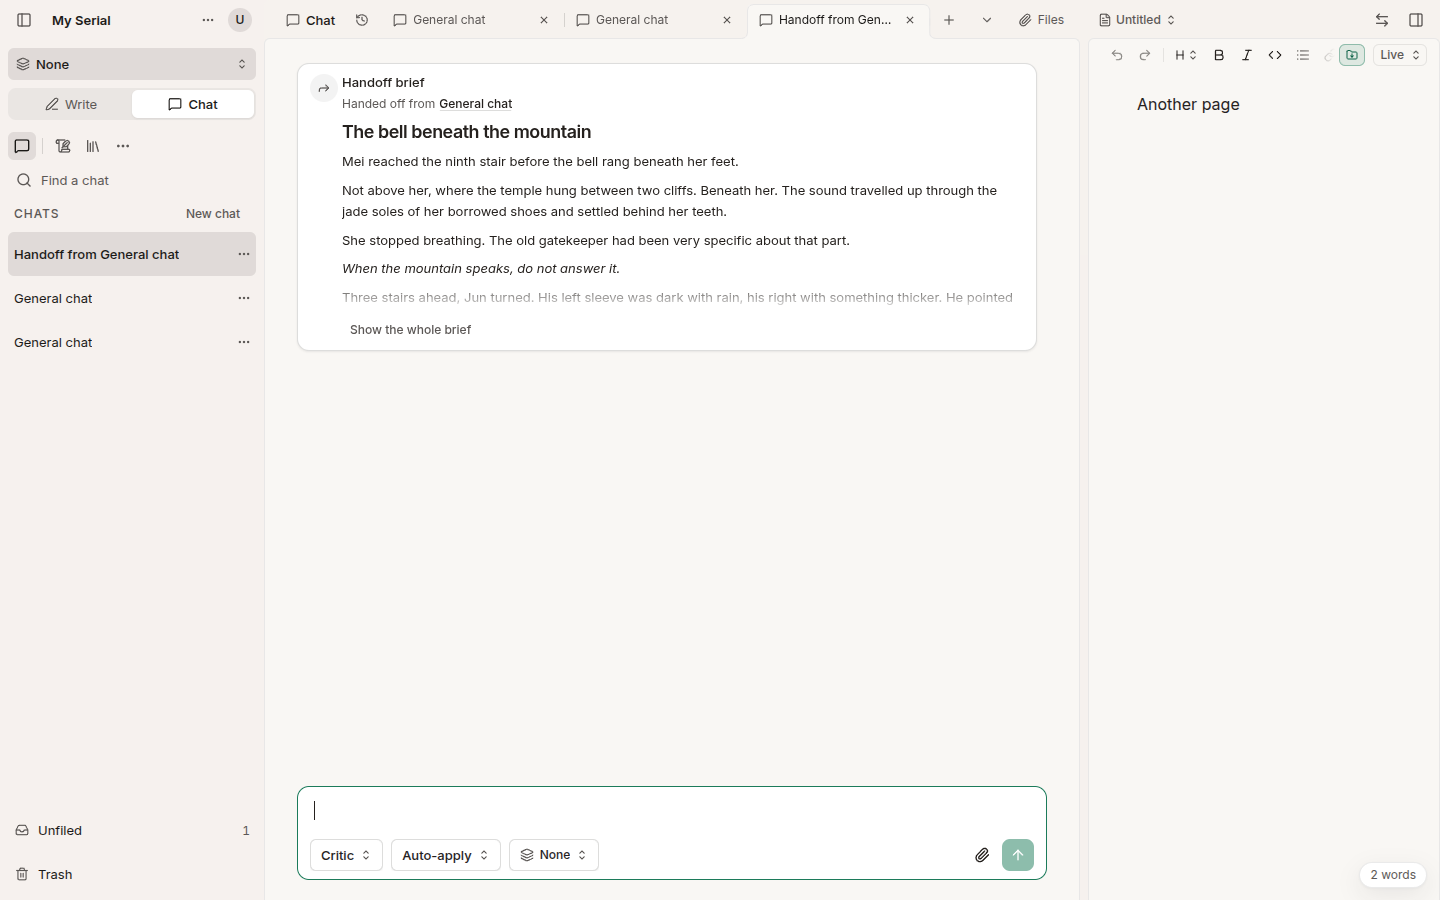 My Serial
U
Chat
General chat
General chat
Handoff from Gen...
Files
Untitled
None
Write
Chat
Find a chat
CHATS
New chat
Handoff from General chat
General chat
General chat
Unfiled
1
Trash
Handoff brief
Handed off from General chat
The bell beneath the mountain
Mei reached the ninth stair before the bell rang beneath her feet.
Not above her, where the temple hung between two cliffs. Beneath her. The sound travelled up through the
jade soles of her borrowed shoes and settled behind her teeth.
She stopped breathing. The old gatekeeper had been very specific about that part.
When the mountain speaks, do not answer it.
Three stairs ahead, Jun turned. His left sleeve was dark with rain, his right with something thicker. He pointed
Show the whole brief
Critic
Auto-apply
None
H
B
I
Live
Another page
2 words